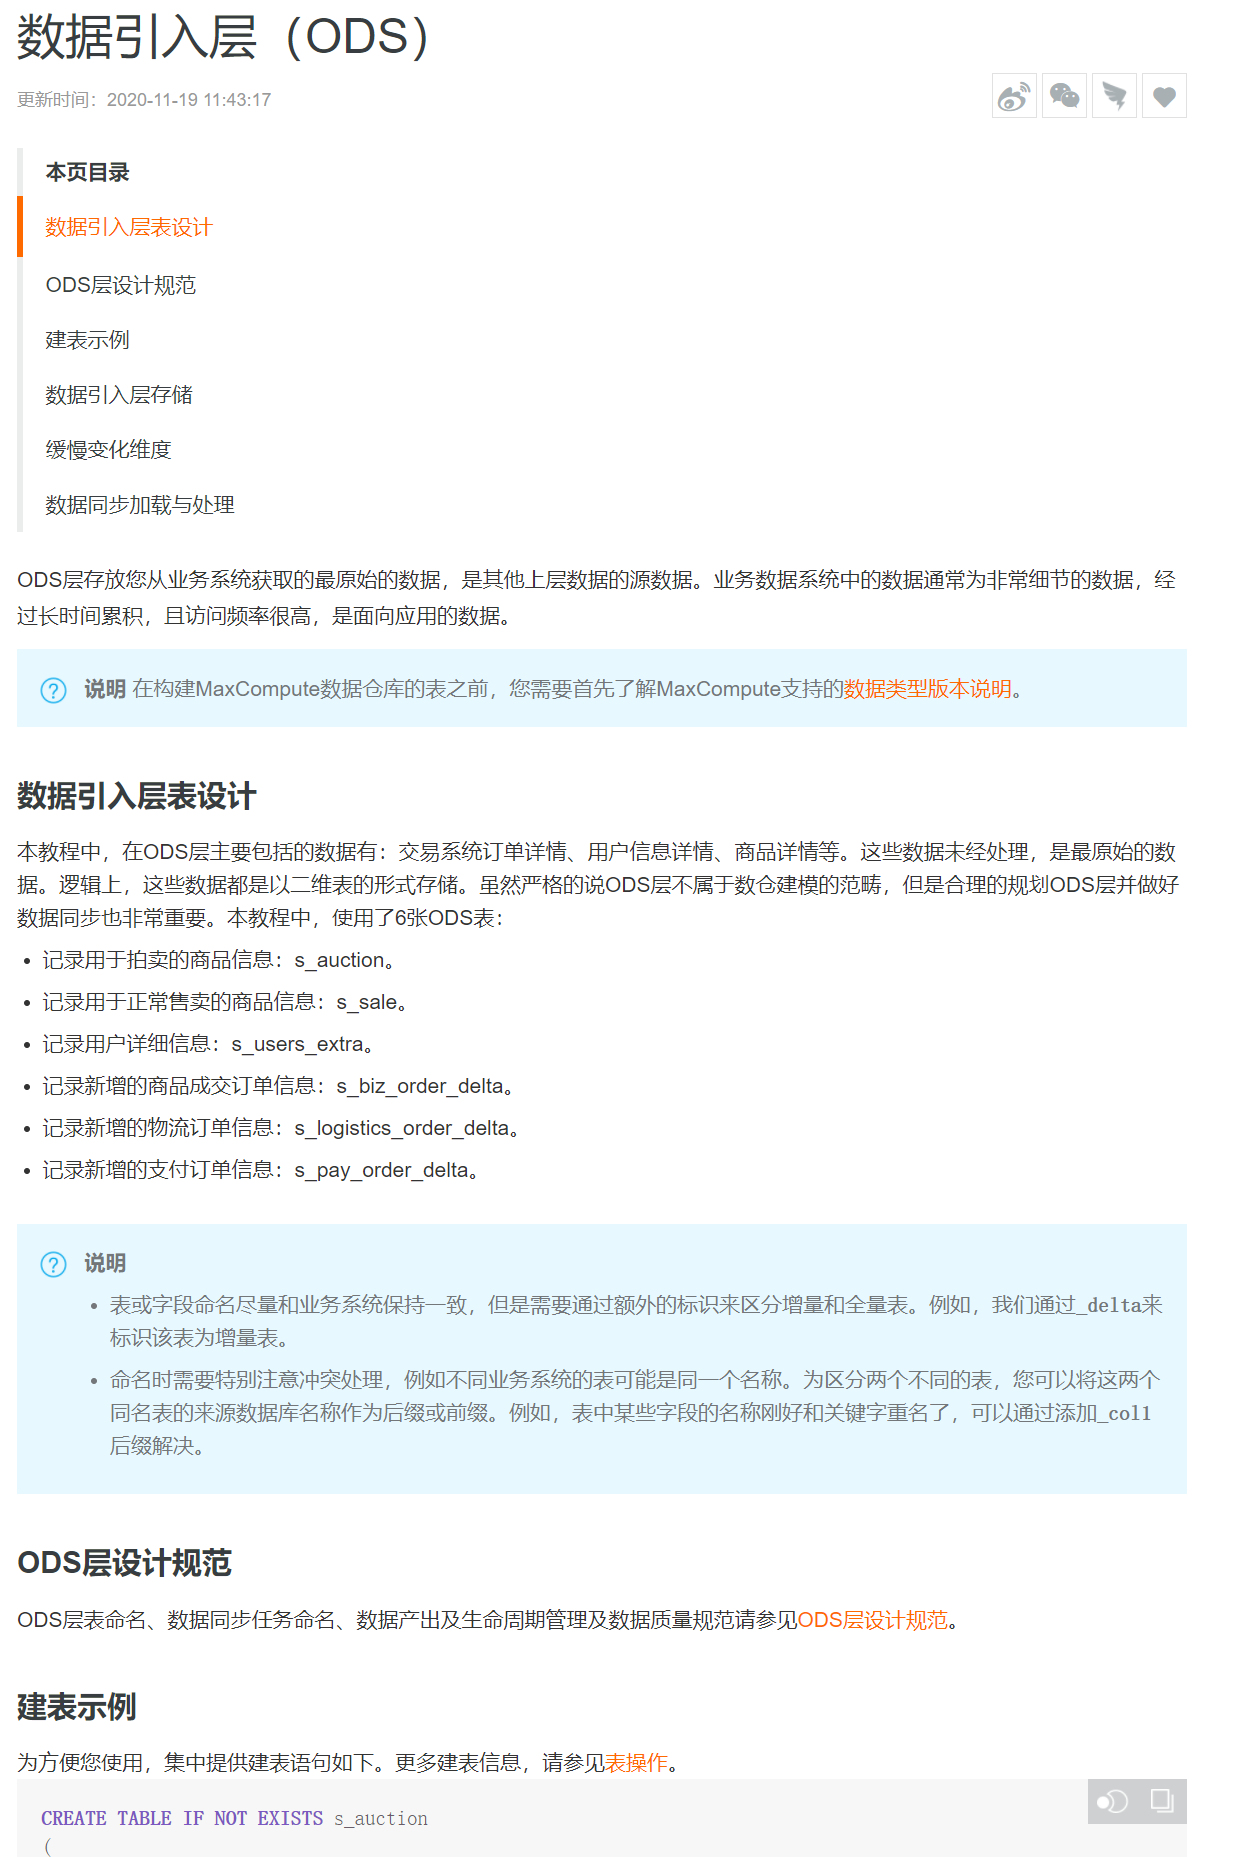 数据引入层（ODS）
更新时间：2020-11-19 11:43:17
本页目录
数据引入层表设计
ODS层设计规范
建表示例
数据引入层存储
缓慢变化维度
数据同步加载与处理
ODS层存放您从业务系统获取的最原始的数据，是其他上层数据的源数据。业务数据系统中的数据通常为非常细节的数据，经
过长时间累积，且访问频率很高，是面向应用的数据。
说明 在构建MaxCompute数据仓库的表之前，您需要首先了解MaxCompute支持的数据类型版本说明。
数据引入层表设计
本教程中，在ODS层主要包括的数据有：交易系统订单详情、用户信息详情、商品详情等。这些数据未经处理，是最原始的数
据。逻辑上，这些数据都是以二维表的形式存储。虽然严格的说ODS层不属于数仓建模的范畴，但是合理的规划ODS层并做好
数据同步也非常重要。本教程中，使用了6张ODS表：
• 记录用于拍卖的商品信息：s_auction。
• 记录用于正常售卖的商品信息：s_sale。
• 记录用户详细信息：s_users_extra。
• 记录新增的商品成交订单信息：s_biz_order_delta。
• 记录新增的物流订单信息：s_logistics_order_delta。
• 记录新增的支付订单信息：s_pay_order_delta。
说明
• 表或字段命名尽量和业务系统保持一致，但是需要通过额外的标识来区分增量和全量表。例如，我们通过_delta来
标识该表为增量表。
• 命名时需要特别注意冲突处理，例如不同业务系统的表可能是同一个名称。为区分两个不同的表，您可以将这两个
同名表的来源数据库名称作为后缀或前缀。例如，表中某些字段的名称刚好和关键字重名了，可以通过添加_col1
后缀解决。
ODS层设计规范
ODS层表命名、数据同步任务命名、数据产出及生命周期管理及数据质量规范请参见ODS层设计规范。
建表示例
为方便您使用，集中提供建表语句如下。更多建表信息，请参见表操作。
CREATE TABLE IF NOT EXISTS s_auction
(